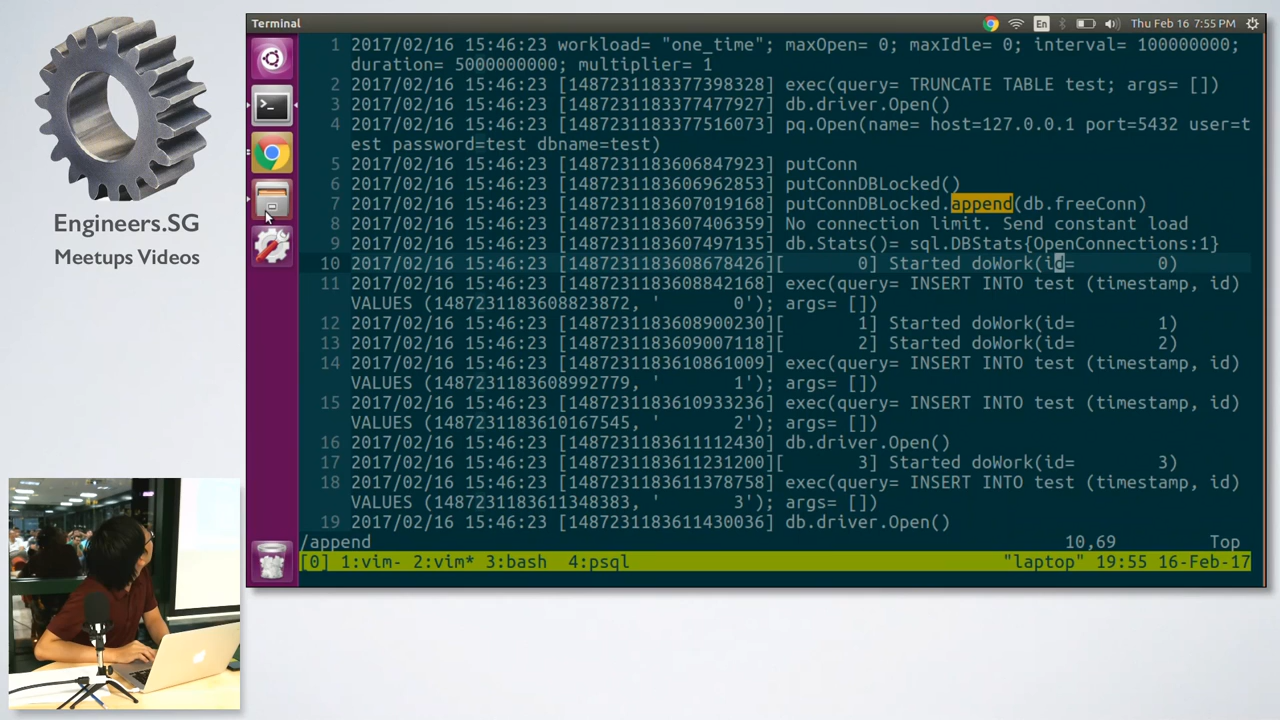 Terminal
En
Thu Feb 16 7:55 PM
1 2017/02/16 15:46:23 workload= "one_time"; maxOpen= 0; maxIdle= 0; interval= 100000000;
duration= 5000000000; multiplier= 1
2 2017/02/16 15:46:23 [1487231183377398328] exec(query= TRUNCATE TABLE test; args= [])
3 2017/02/16 15:46:23 [1487231183377477927] db.driver.Open()
4 2017/02/16 15:46:23 [1487231183377516073] pq.Open(name= host=127.0.0.1 port=5432 user=t
est password=test dbname=test)
5 2017/02/16 15:46:23 [1487231183606847923] putConn
6 2017/02/16 15:46:23 [1487231183606962853] putConnDBLocked()
7 2017/02/16 15:46:23 [1487231183607019168] putConnDBLocked.append(db.freeConn)
8 2017/02/16 15:46:23 [1487231183607406359] No connection limit. Send constant load
9 2017/02/16 15:46:23 [1487231183607497135] db.Stats()= sql.DBStats{OpenConnections:1}
10 2017/02/16 15:46:23 [1487231183608678426][ 0] Started doWork(id= 0)
11 2017/02/16 15:46:23 [1487231183608842168] exec(query= INSERT INTO test (timestamp, id)
VALUES (1487231183608823872, ' 0'); args= [])
12 2017/02/16 15:46:23 [1487231183608900230][ 1] Started doWork(id= 1)
13 2017/02/16 15:46:23 [1487231183609007118][ 2] Started doWork(id= 2)
14 2017/02/16 15:46:23 [1487231183610861009] exec(query= INSERT INTO test (timestamp, id)
VALUES (1487231183608992779, ' 1'); args= [])
15 2017/02/16 15:46:23 [1487231183610933236] exec(query= INSERT INTO test (timestamp, id)
VALUES (1487231183610167545, ' 2'); args= [])
16 2017/02/16 15:46:23 [1487231183611112430] db.driver.Open()
17 2017/02/16 15:46:23 [1487231183611231200][ 3] Started doWork(id= 3)
18 2017/02/16 15:46:23 [1487231183611378758] exec(query= INSERT INTO test (timestamp, id)
VALUES (1487231183611348383, ' 3'); args= [])
19 2017/02/16 15:46:23 [1487231183611430036] db.driver.Open()
/append 10,69 Top
[0] 1:vim- 2:vim* 3:bash 4:psql "laptop" 19:55 16-Feb-17
Engineers.SG
Meetups Videos